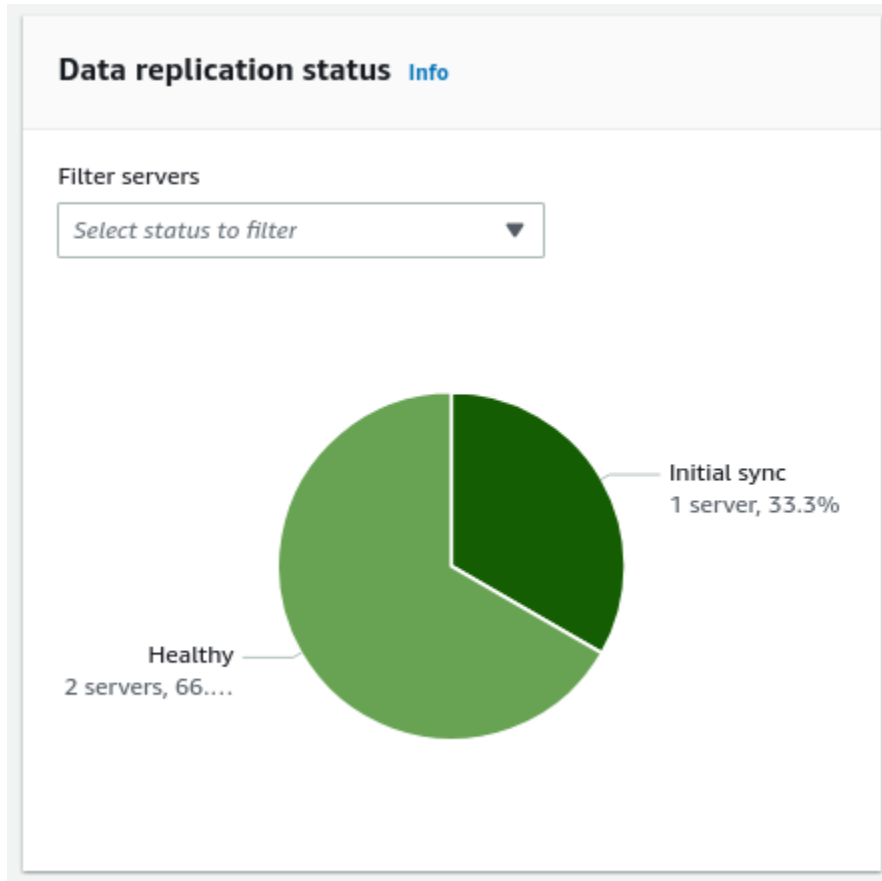 Data replication status Info
Filter servers
Select status to filter
Initial sync
1 server, 33.3%
Healthy
2 servers, 66....